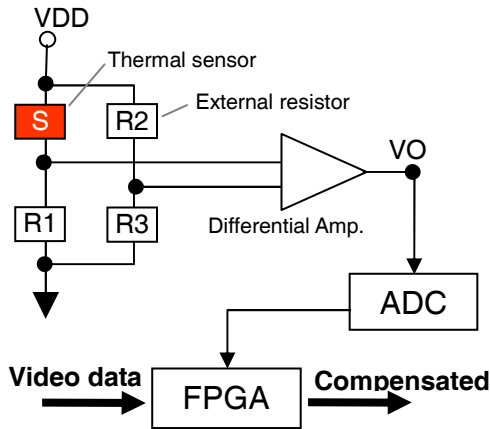 VDD
Thermal sensor
S
R2
External resistor
VO
R1
R3
Differential Amp.
ADC
Video data
FPGA
Compensated